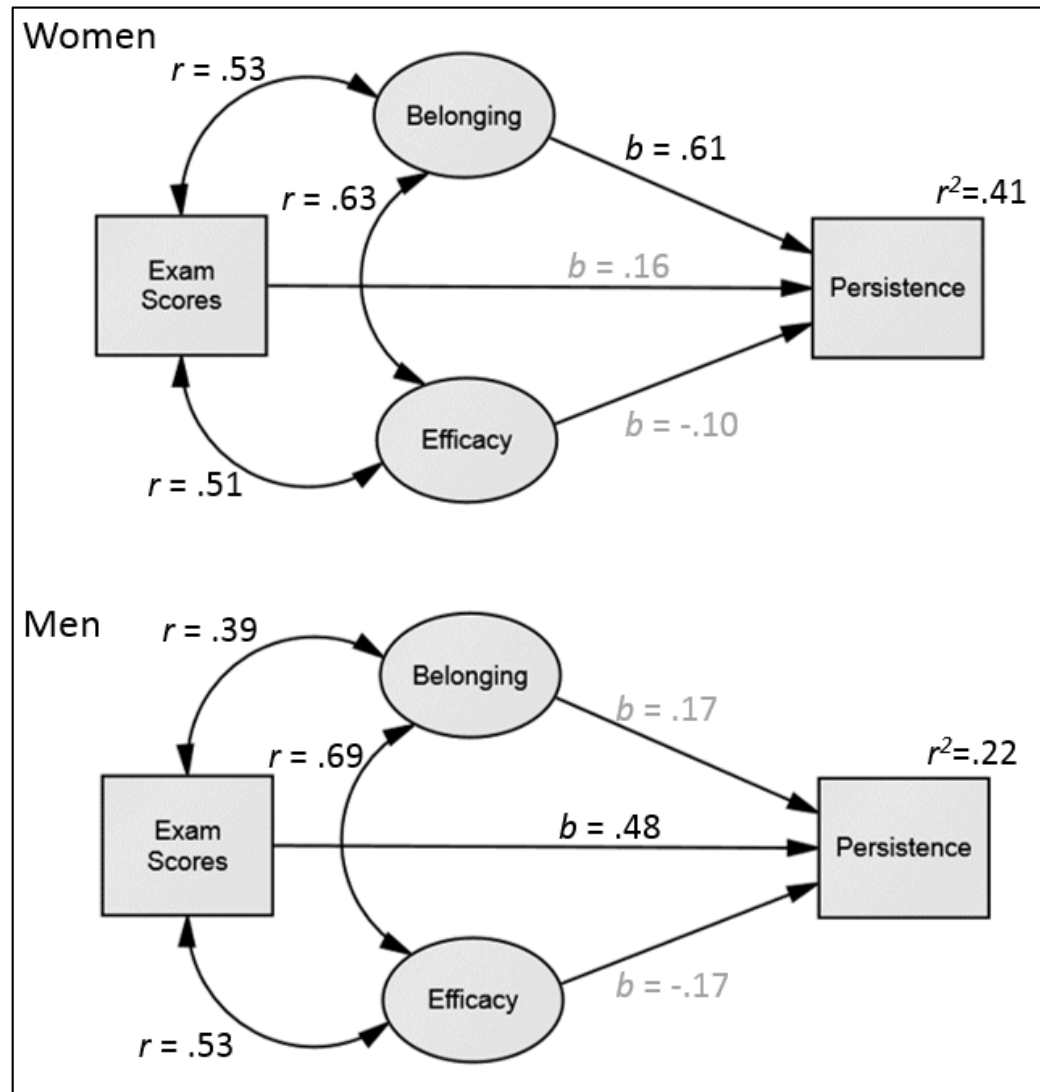 Women
r = .53
Belonging
b = .61
r = .63
r²=.41
Exam
Scores
b = .16
Persistence
Efficacy
b = -.10
r = .51
Men
r = .39
Belonging
b = .17
r = .69
r²=.22
Exam
Scores
b = .48
Persistence
Efficacy
b = -.17
r = .53